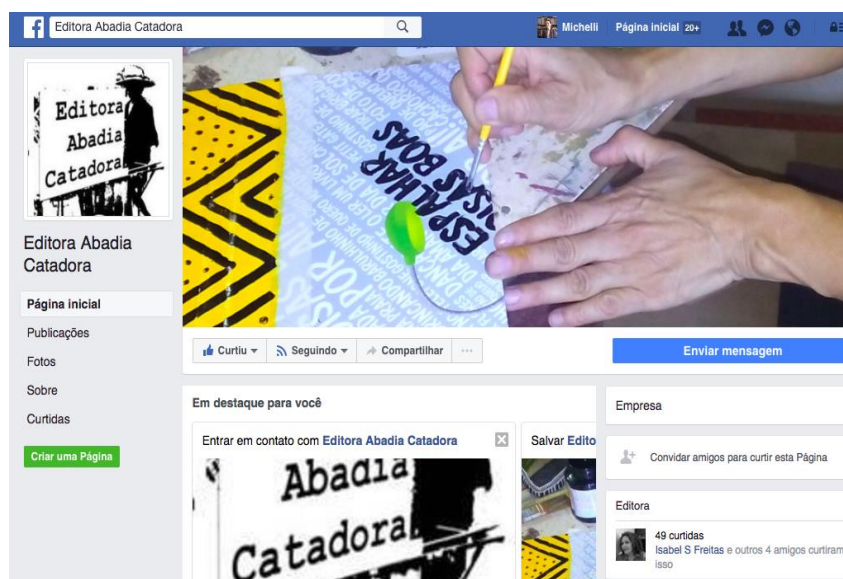 Editora Abadia Catadora
Michelli
Página inicial 20+
Editora
Abadia
Catadora
ESPALHAR
BOAS
Editora Abadia
Catadora
Página inicial
Publicações
Fotos
Sobre
Curtidas
Criar uma Página
Curtiu
Seguindo
Compartilhar
Enviar mensagem
Em destaque para você
Entrar em contato com Editora Abadia Catadora
Salvar Edito
Abadia
Catadora
Empresa
Convidar amigos para curtir esta Página
Editora
49 curtidas
Isabel S Freitas e outros 4 amigos curtiram
isso